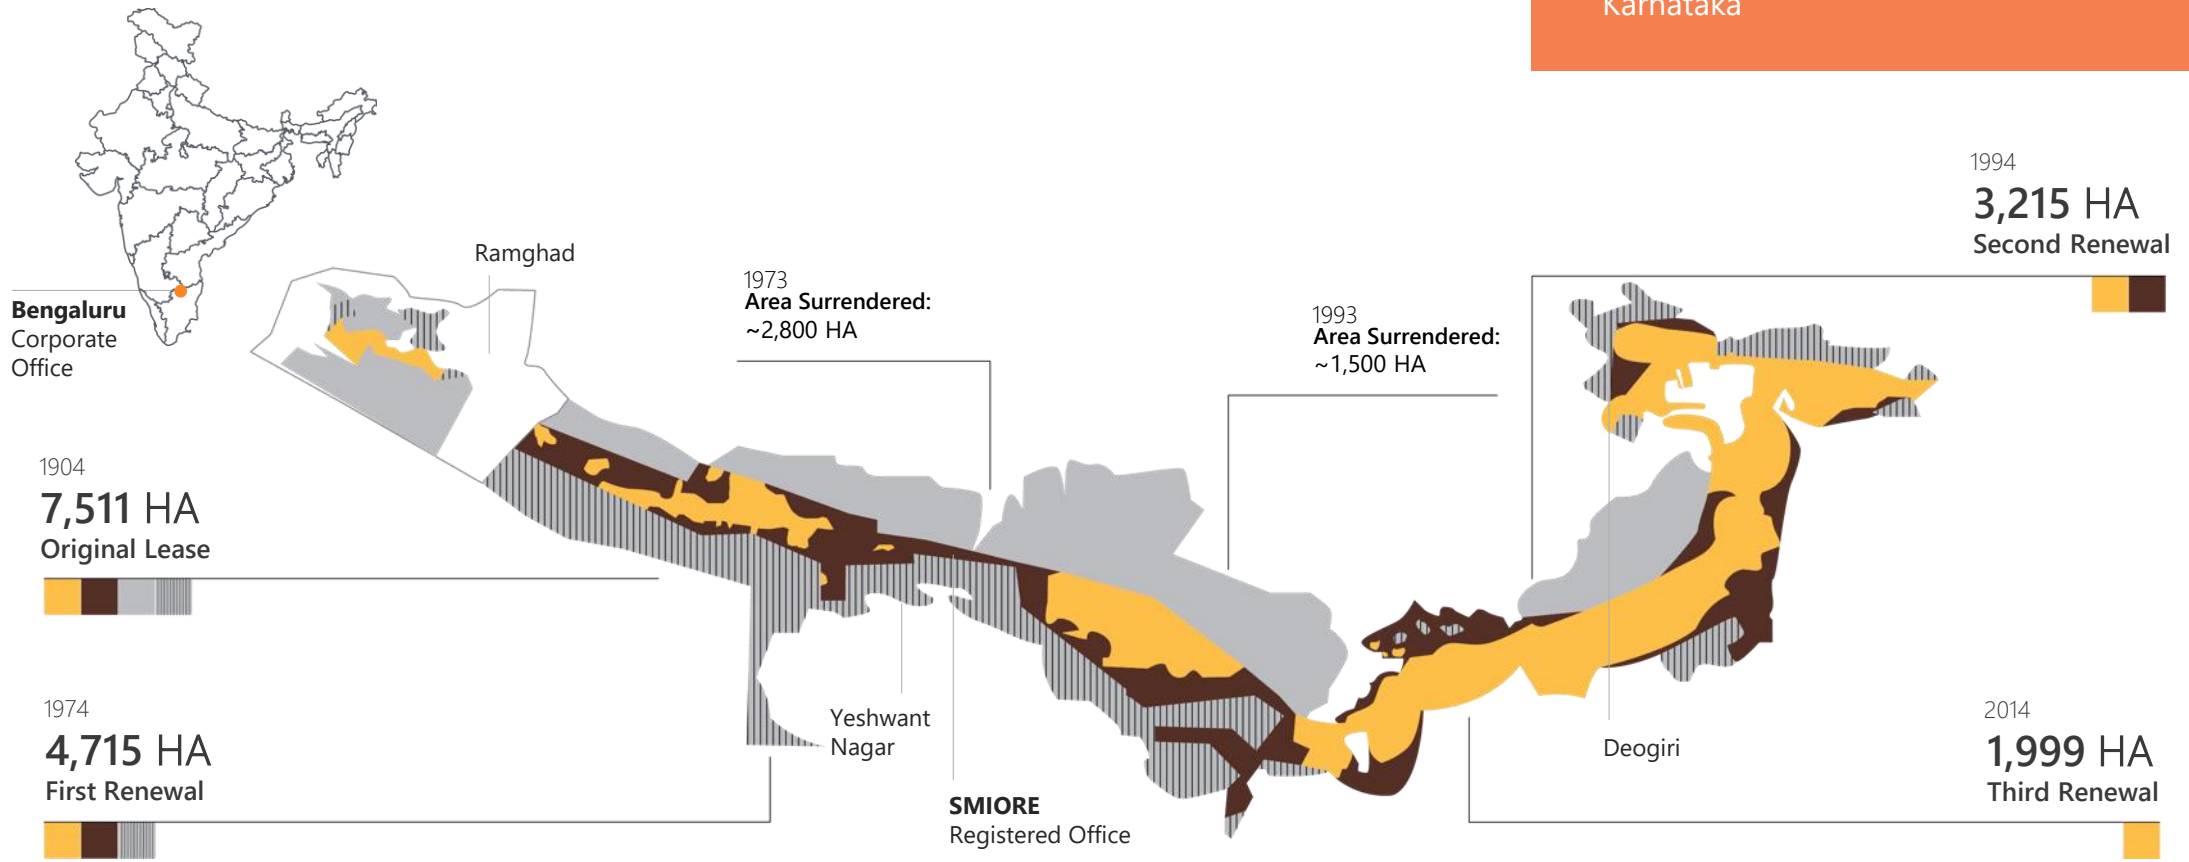 Karnataka
1994
3,215 HA
Second Renewal
Ramghad
1973
Area Surrendered:
~2,800 HA
1993
Area Surrendered:
~1,500 HA
Bengaluru
Corporate
Office
1904
7,511 HA
Original Lease
1974
4,715 HA
First Renewal
Yeshwant
Nagar
SMIORE
Registered Office
Deogiri
2014
1,999 HA
Third Renewal